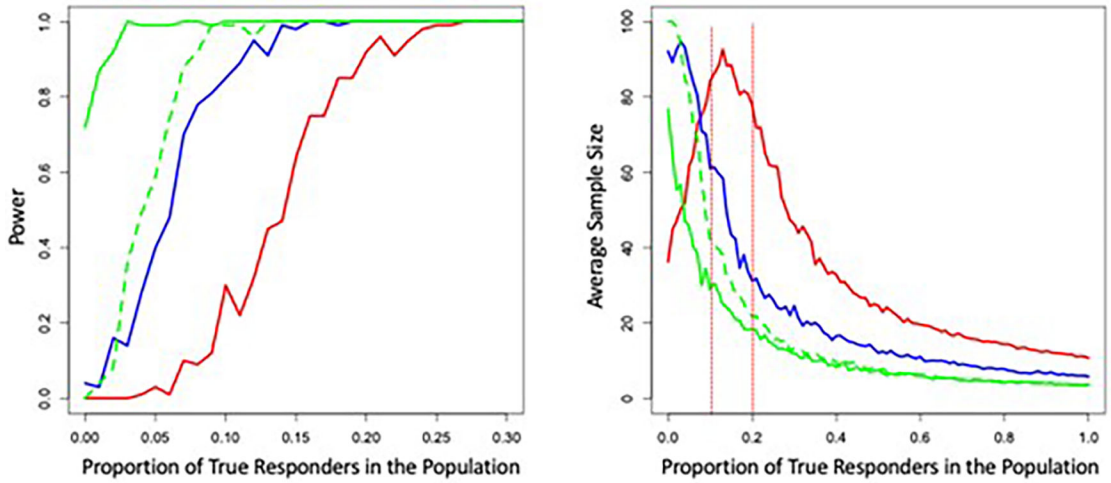 Power
0.0 0.2 0.4 0.6 0.8 1.0
0.00 0.05 0.10 0.15 0.20 0.25 0.30
Proportion of True Responders in the Population
Average Sample Size
0 20 40 60 80 100
0.0 0.2 0.4 0.6 0.8 1.0
Proportion of True Responders in the Population